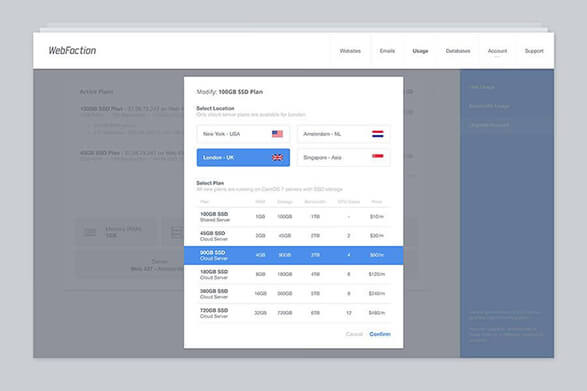 WebFaction
Websites Emails Usage Databases Account Support
Active Plans
Modify: 100GB SSD Plan
Select Location
Only cloud server plans are available for London
New York - USA Amsterdam - NL
London - UK Singapore - Asia
Select Plan
All new plans are running on CentOS 7 servers with SSD storage
Plan RAM Storage Bandwidth CPU Cores Price
100GB SSD 1GB 100GB 1TB - $10/m
Shared Server
45GB SSD 2GB 45GB 2TB 2 $30/m
Cloud Server
90GB SSD 4GB 90GB 3TB 4 $60/m
Cloud Server
180GB SSD 8GB 180GB 4TB 6 $120/m
Cloud Server
360GB SSD 16GB 360GB 5TB 8 $240/m
Cloud Server
720GB SSD 32GB 720GB 6TB 12 $480/m
Cloud Server
Cancel Confirm